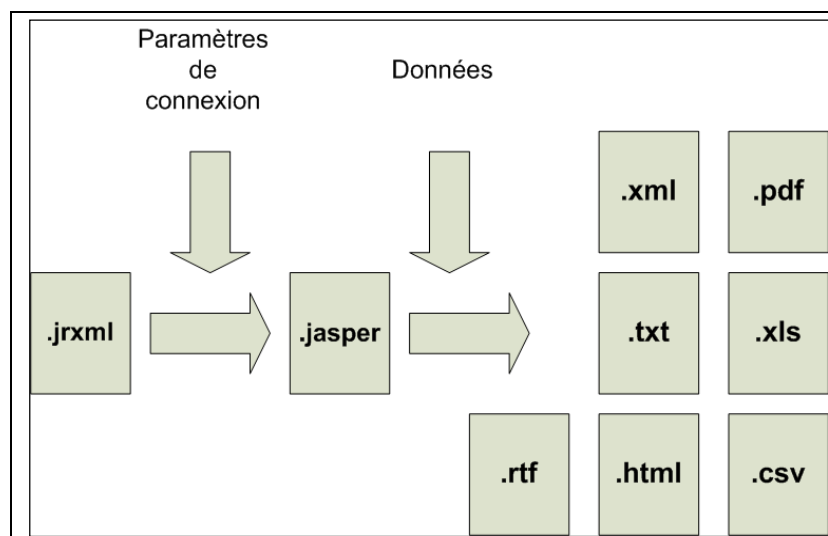 Paramètres
de
connexion
Données
.xml
.pdf
.jrxml
.jasper
.txt
.xls
.rtf
.html
.csv